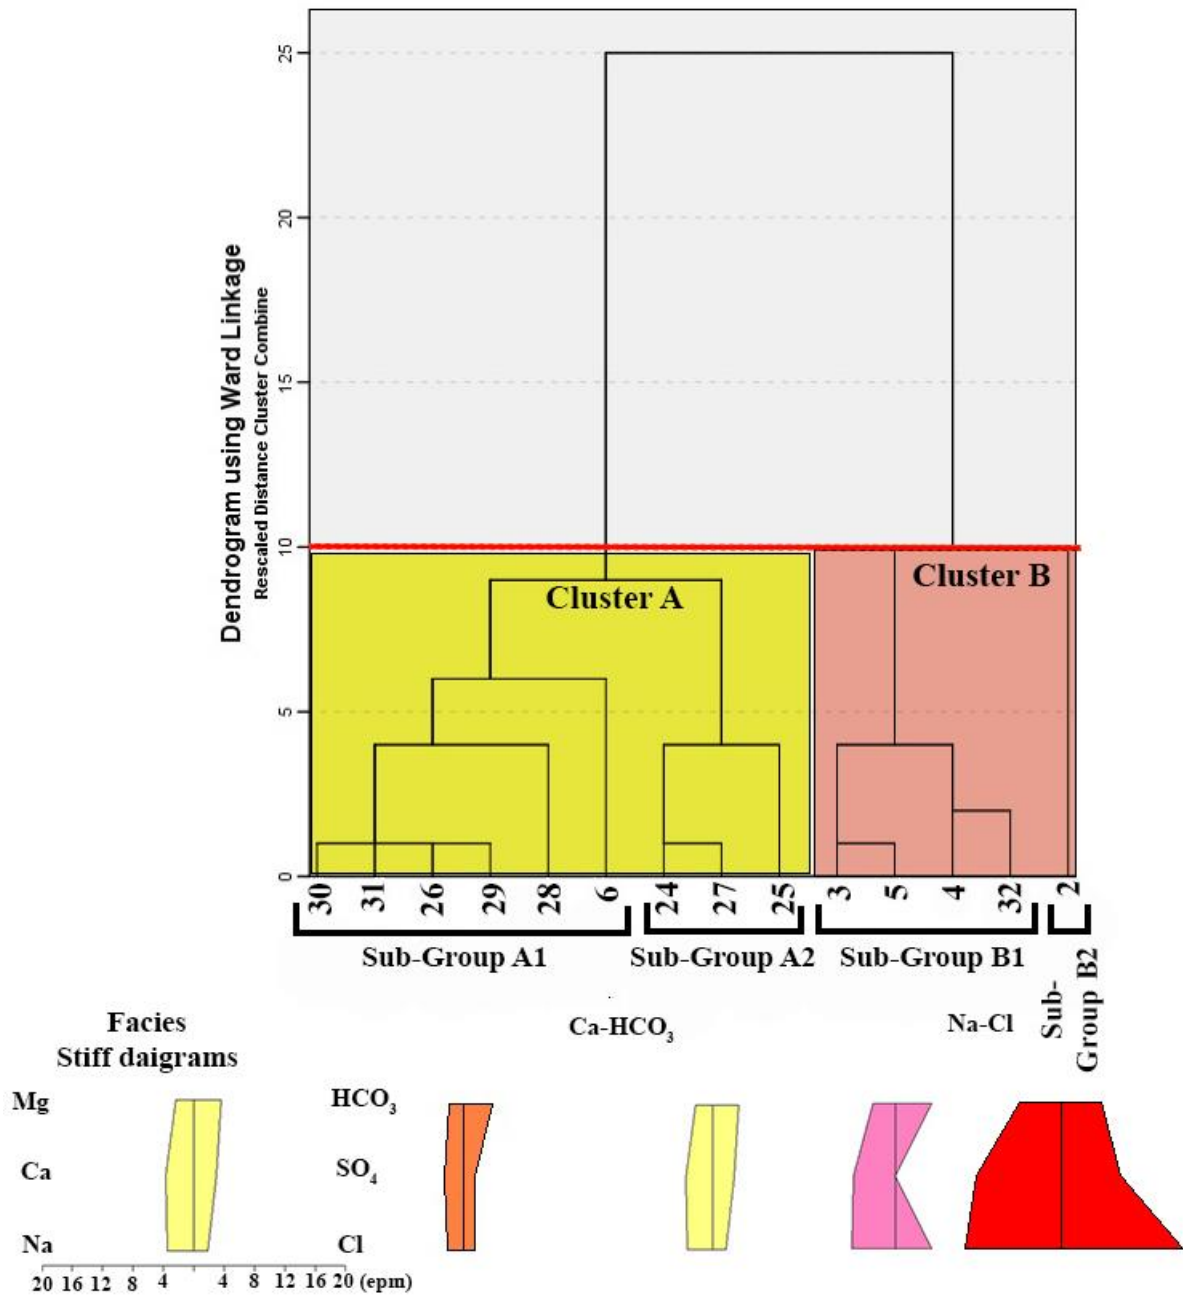 Dendrogram using Ward Linkage
Rescaled Distance Cluster Combine
25
20
15
10
5
0
Cluster A
Cluster B
30 31 26 29 28 6 24 27 25 3 5 4 32 2
Sub-Group A1
Sub-Group A2
Sub-Group B1
Sub-
Group B2
Facies
Ca-HCO₃
Na-Cl
Stiff daigrams
Mg
HCO₃
Ca
SO₄
Na
Cl
20 16 12 8 4 4 8 12 16 20 (epm)